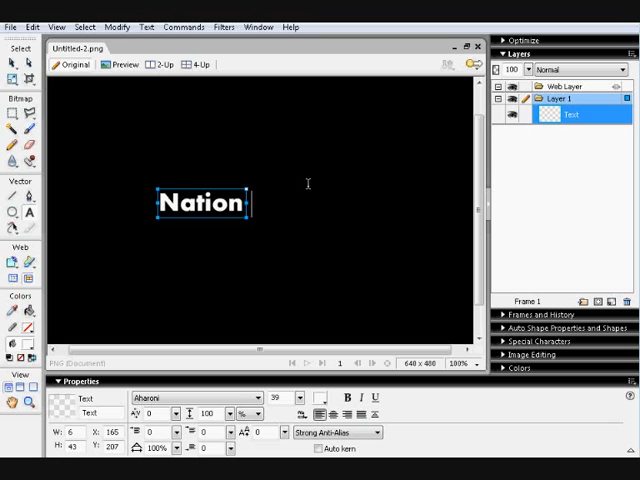 File Edit View Select Modify Text Commands Filters Window Help
Select
Bitmap
Vector
Web
Colors
View
Untitled-2.png
Original Preview 2-Up 4-Up
Nation
1 640 x 480 100%
PNG (Document)
Optimize
Layers
100 Normal
Web Layer
Layer 1
Text
Frame 1
Frames and History
Auto Shape Properties and Shapes
Special Characters
Image Editing
Colors
Properties
Text
Text
Aharoni 39 B I U
0 100 %
W: 6 X: 165 0 0 Strong Anti-Alias
H: 43 Y: 207 100% 0 Auto kern